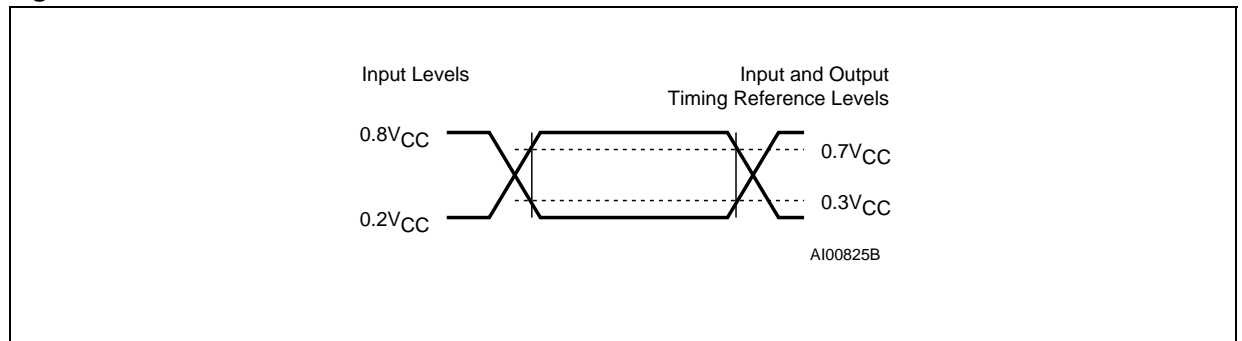 Input Levels
Input and Output
Timing Reference Levels
0.8VCC
0.7VCC
0.3VCC
0.2VCC
AI00825B